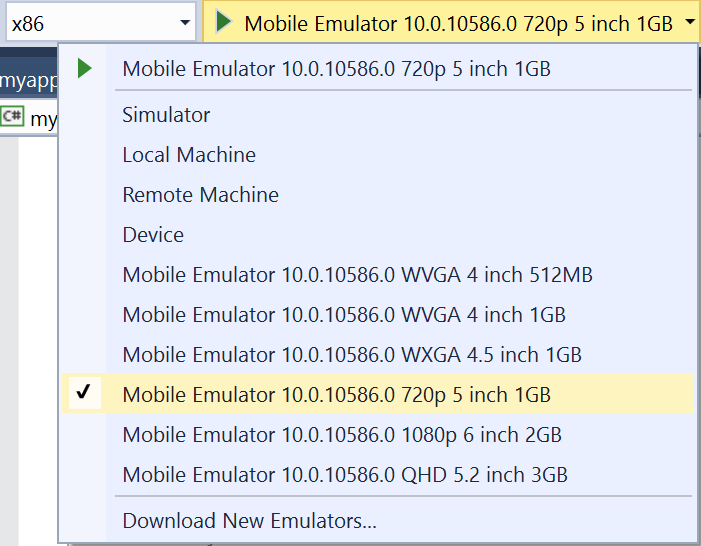 x86
Mobile Emulator 10.0.10586.0 720p 5 inch 1GB
Mobile Emulator 10.0.10586.0 720p 5 inch 1GB
myapp
C# my
Simulator
Local Machine
Remote Machine
Device
Mobile Emulator 10.0.10586.0 WVGA 4 inch 512MB
Mobile Emulator 10.0.10586.0 WVGA 4 inch 1GB
Mobile Emulator 10.0.10586.0 WXGA 4.5 inch 1GB
Mobile Emulator 10.0.10586.0 720p 5 inch 1GB
Mobile Emulator 10.0.10586.0 1080p 6 inch 2GB
Mobile Emulator 10.0.10586.0 QHD 5.2 inch 3GB
Download New Emulators...